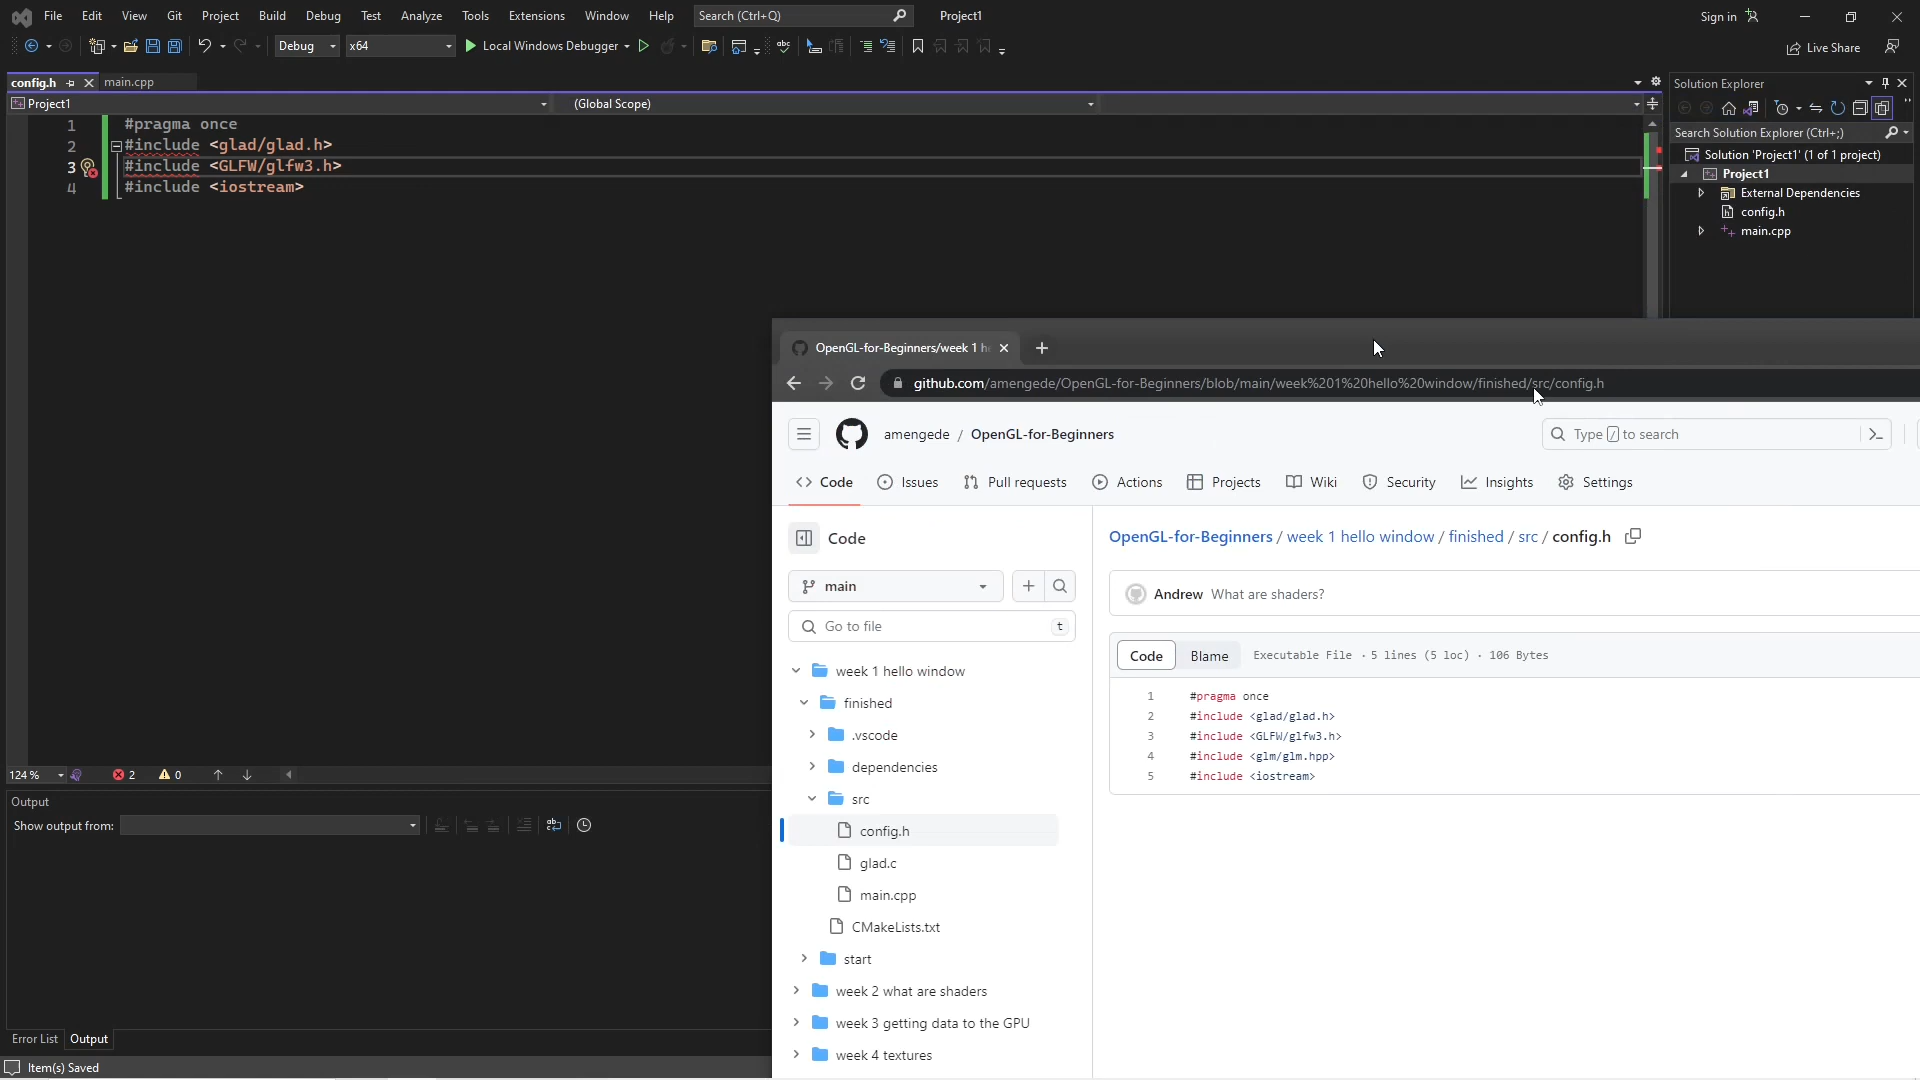 File Edit View Git Project Build Debug Test Analyze Tools Extensions Window Help Search (Ctrl+Q) Project1 Sign in
Debug x64 Local Windows Debugger Live Share
config.h main.cpp
Project1 (Global Scope)
1 #pragma once
2 #include <glad/glad.h>
3 #include <GLFW/glfw3.h>
4 #include <iostream>
Solution Explorer
Search Solution Explorer (Ctrl+;)
Solution 'Project1' (1 of 1 project)
Project1
External Dependencies
config.h
main.cpp
OpenGL-for-Beginners/week 1 h
github.com/amengede/OpenGL-for-Beginners/blob/main/week%201%20hello%20window/finished/src/config.h
amengede / OpenGL-for-Beginners Type / to search
Code Issues Pull requests Actions Projects Wiki Security Insights Settings
Code
main
Go to file t
week 1 hello window
finished
.vscode
dependencies
src
config.h
glad.c
main.cpp
CMakeLists.txt
start
week 2 what are shaders
week 3 getting data to the GPU
week 4 textures
OpenGL-for-Beginners / week 1 hello window / finished / src / config.h
Andrew What are shaders?
Code Blame Executable File · 5 lines (5 loc) · 106 Bytes
1 #pragma once
2 #include <glad/glad.h>
3 #include <GLFW/glfw3.h>
4 #include <glm/glm.hpp>
5 #include <iostream>
124 % 2 0
Output
Show output from:
Error List Output
Item(s) Saved